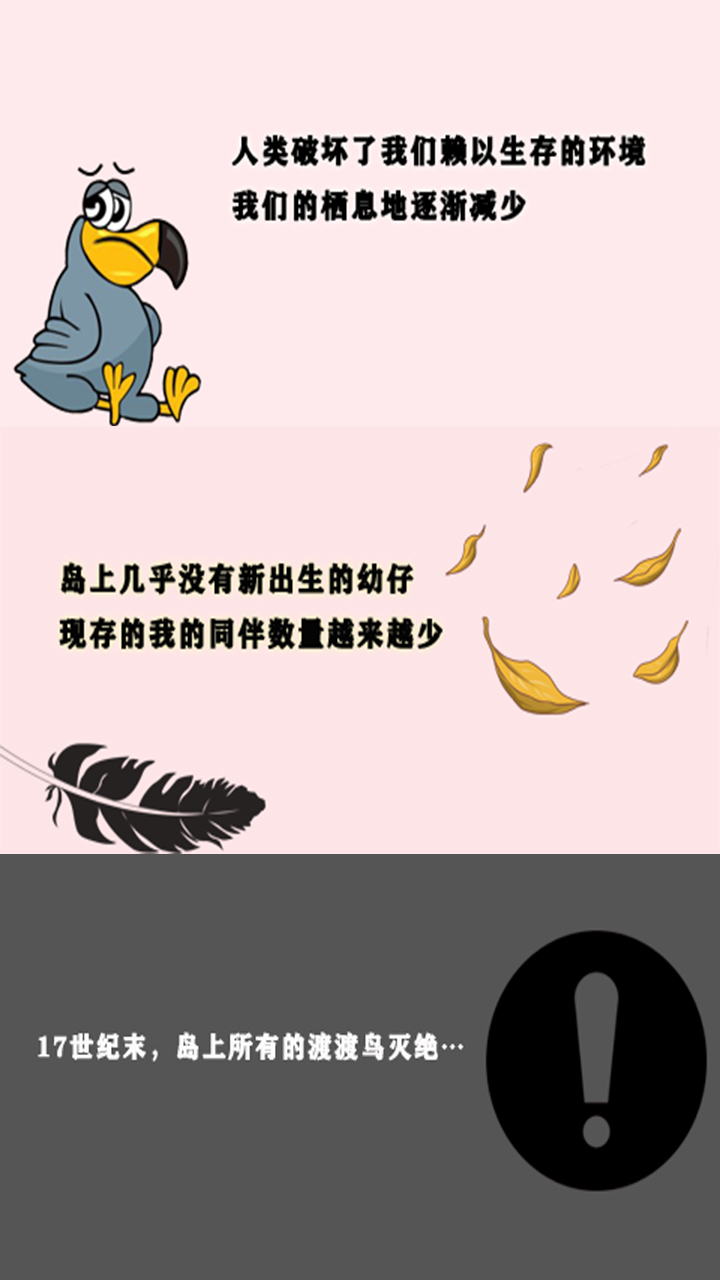 人类破坏了我们赖以生存的环境
我们的栖息地逐渐减少
岛上几乎没有新出生的幼仔
现存的我的同伴数量越来越少
17世纪末，岛上所有的渡渡鸟灭绝…